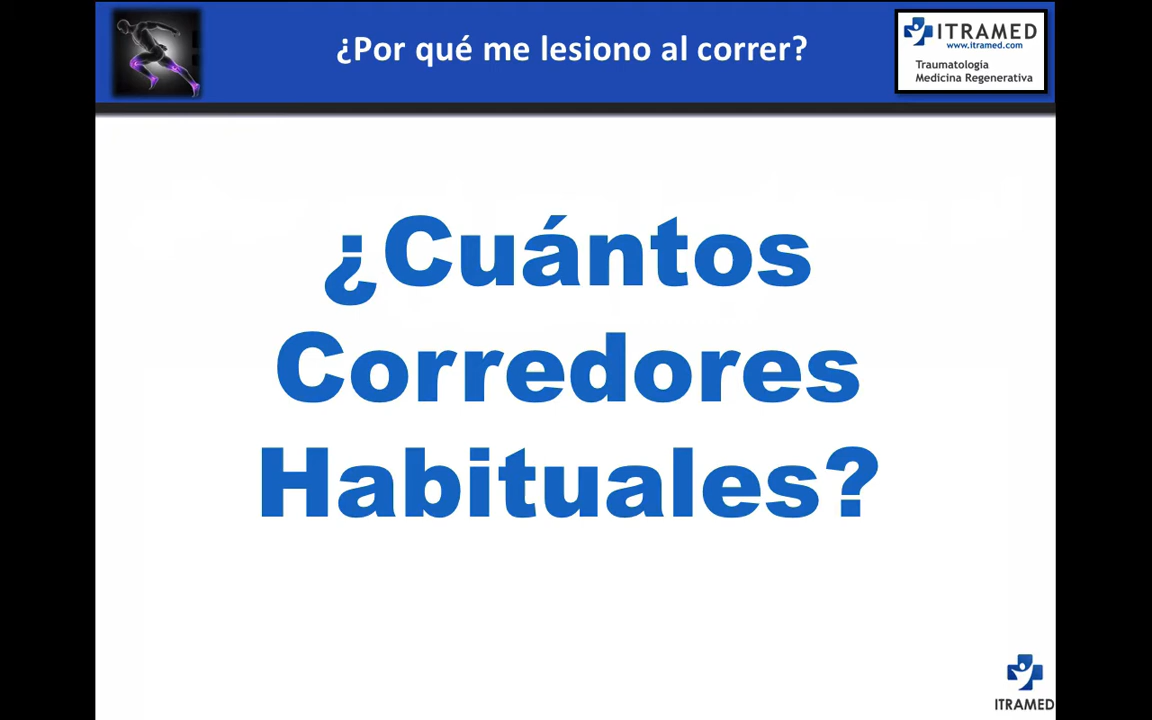 ¿Por qué me lesiono al correr?
ITRAMED
www.itramed.com
Traumatología
Medicina Regenerativa
¿Cuántos
Corredores
Habituales?
ITRAMED